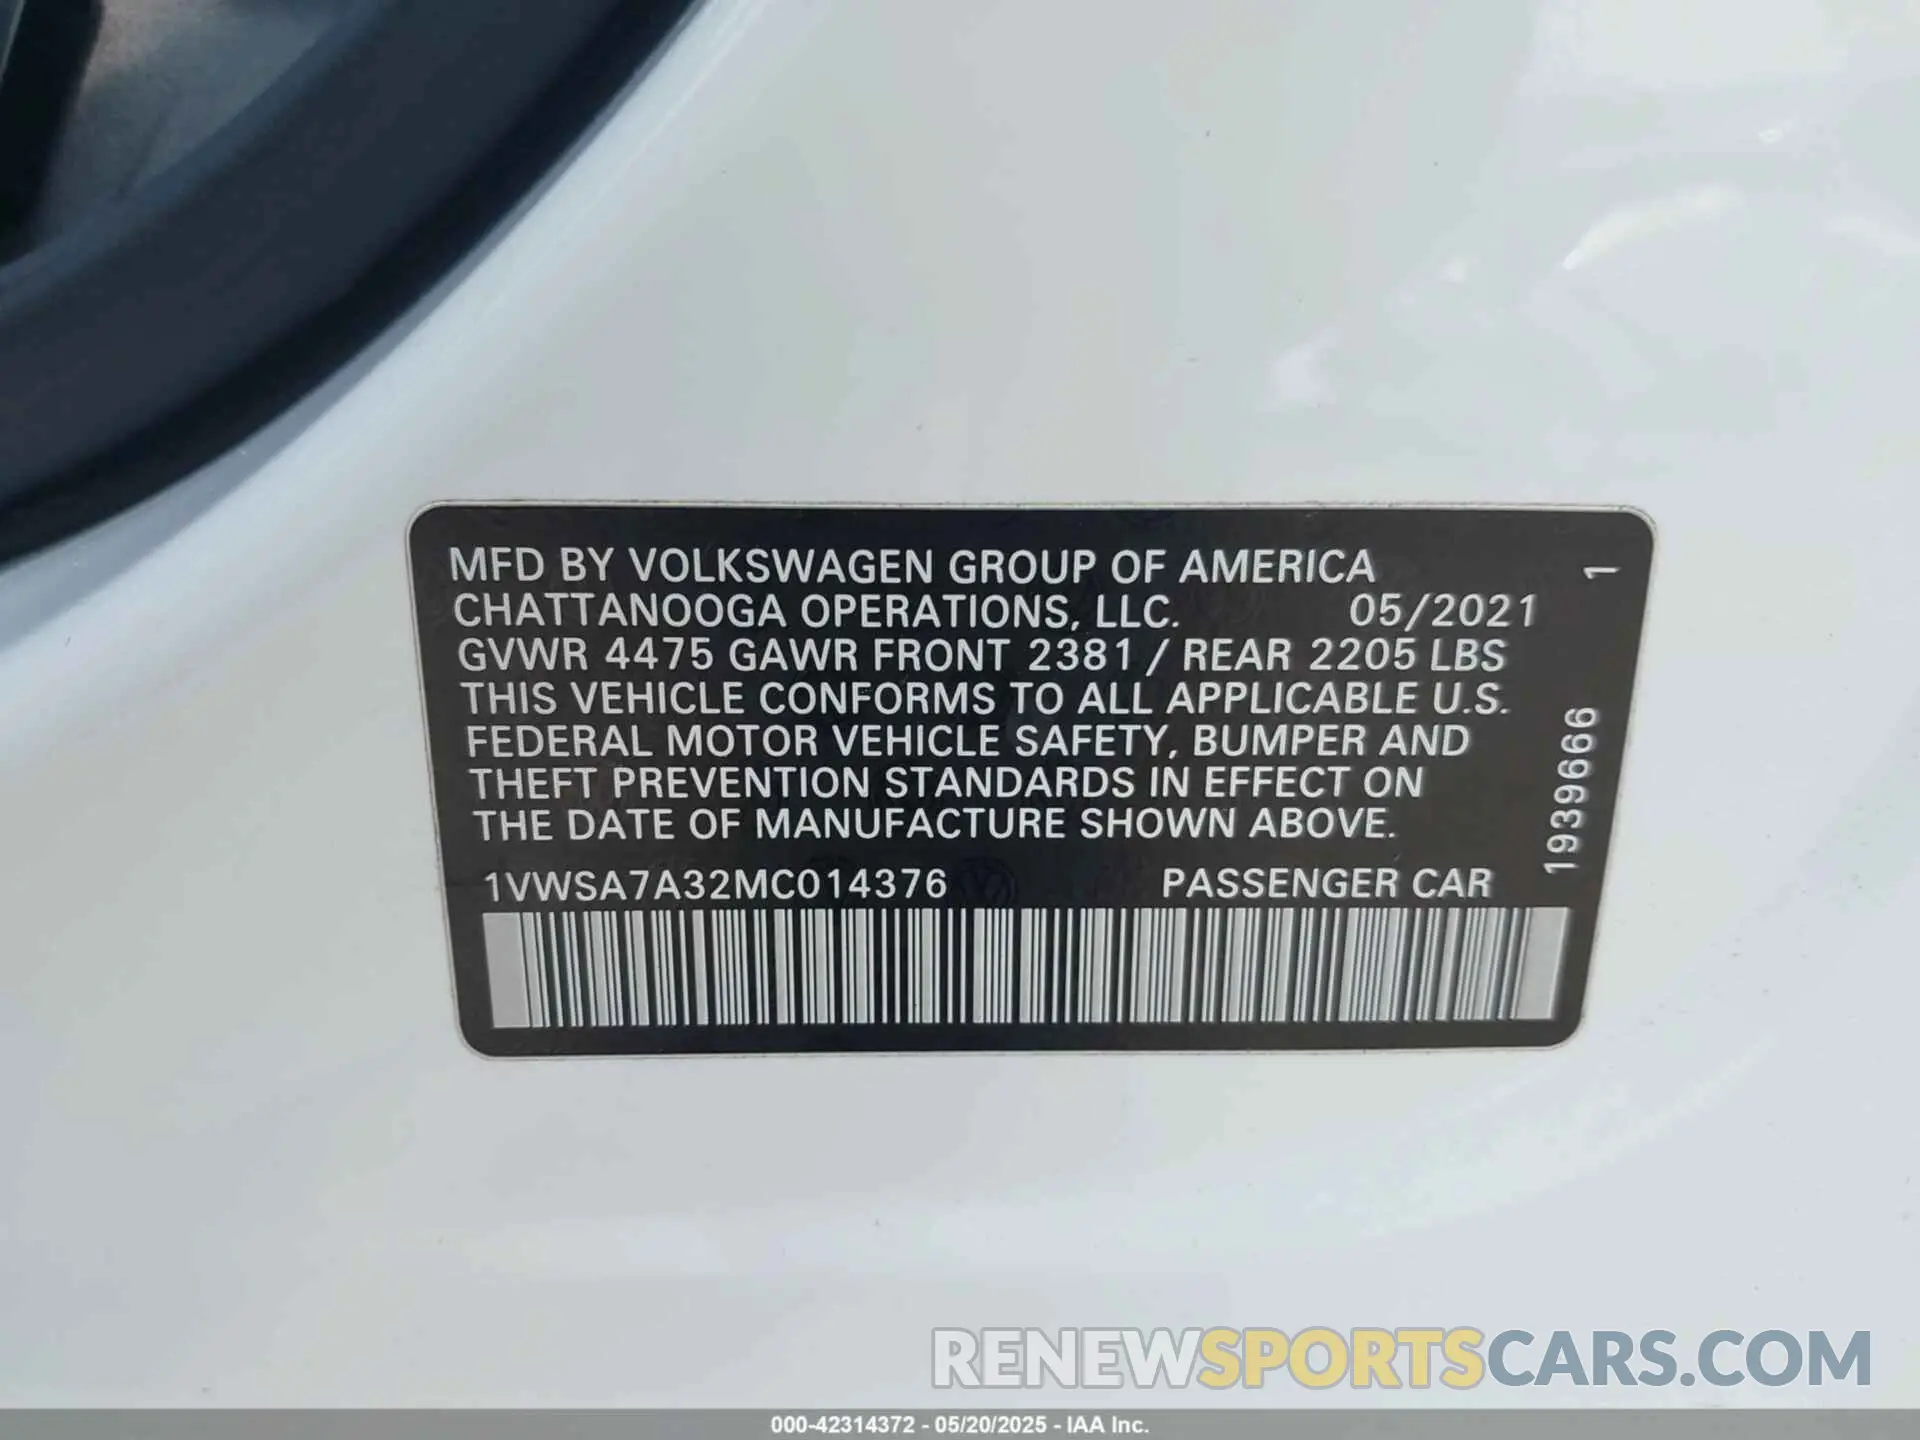 MFD BY VOLKSWAGEN GROUP OF AMERICA
CHATTANOOGA OPERATIONS, LLC. 05/2021
GVWR 4475 GAWR FRONT 2381 / REAR 2205 LBS
THIS VEHICLE CONFORMS TO ALL APPLICABLE U.S.
FEDERAL MOTOR VEHICLE SAFETY, BUMPER AND
THEFT PREVENTION STANDARDS IN EFFECT ON
THE DATE OF MANUFACTURE SHOWN ABOVE.
1VWSA7A32MC014376 PASSENGER CAR
1939666 1
RENEWSPORTSCARS.COM
000-42314372 - 05/20/2025 - IAA Inc.